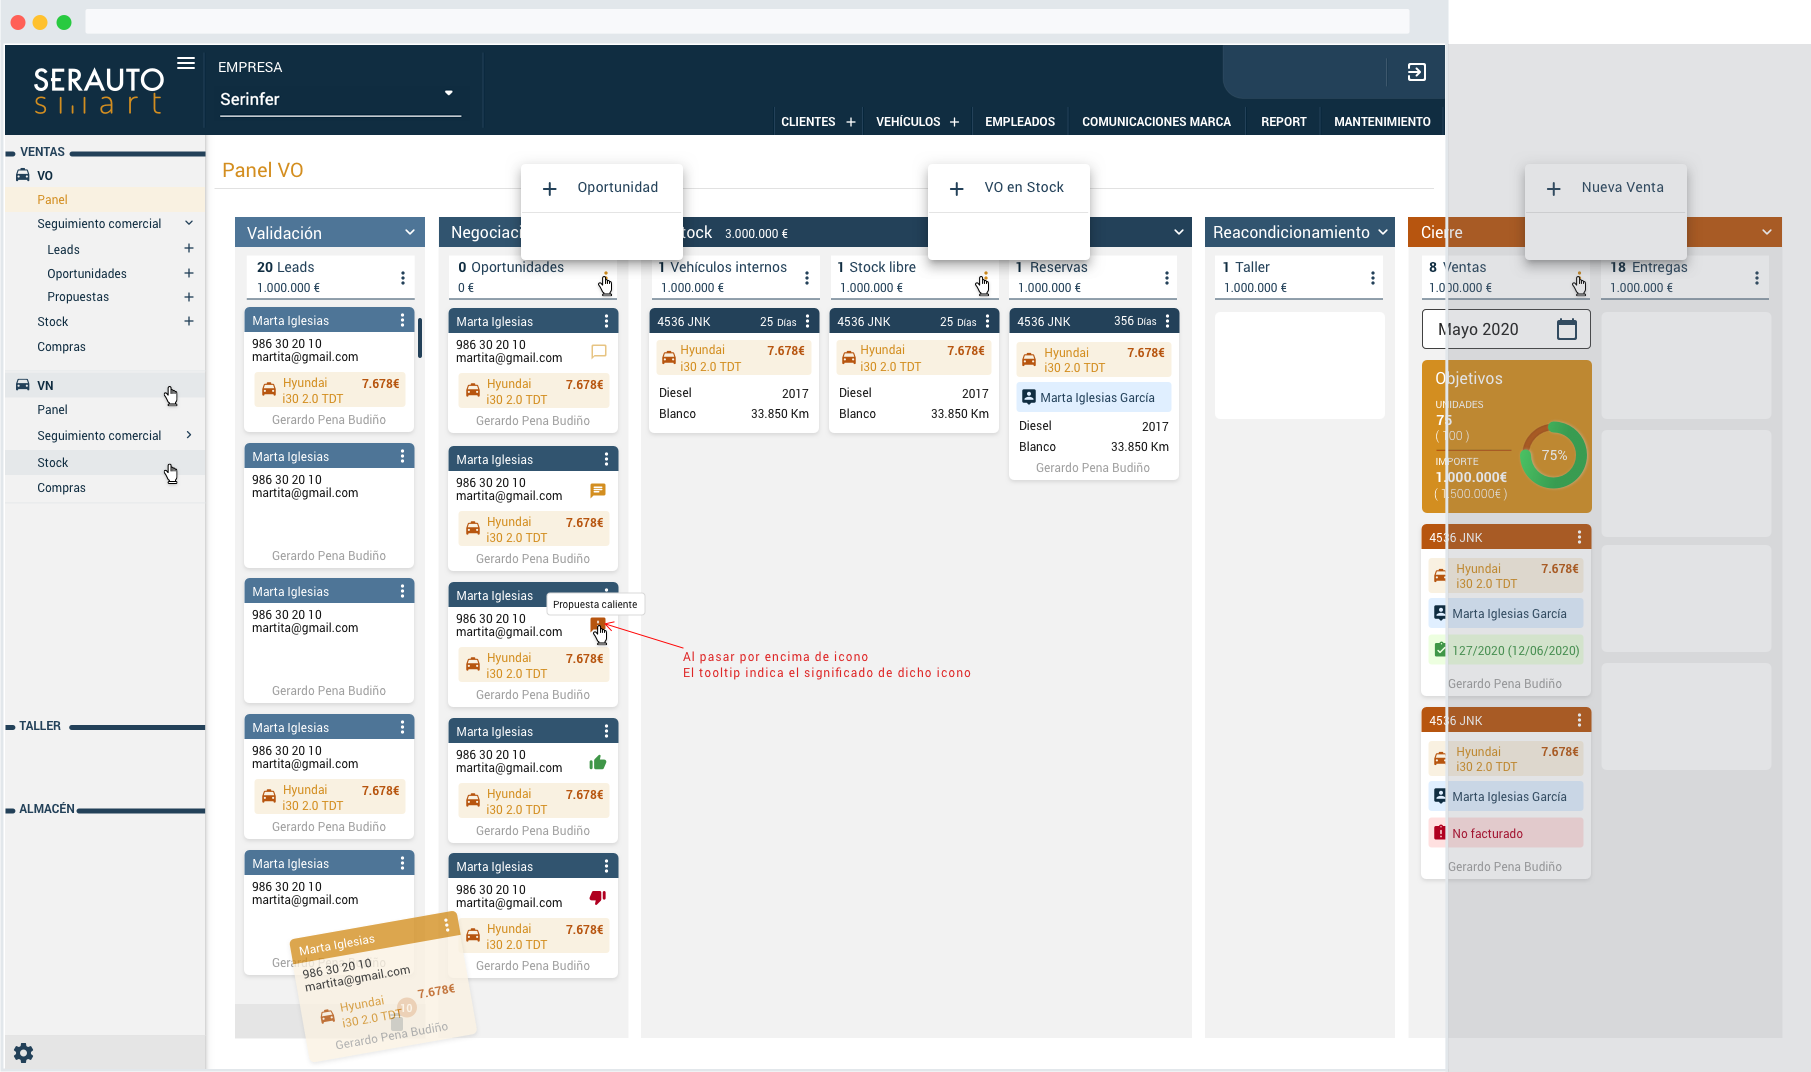 SERAUTO
smart
EMPRESA
Serinfer
CLIENTES +
VEHÍCULOS +
EMPLEADOS
COMUNICACIONES MARCA
REPORT
MANTENIMIENTO
VENTAS
VO
Panel
Seguimiento comercial
Leads +
Oportunidades +
Propuestas +
Stock +
Compras
VN
Panel
Seguimiento comercial
Stock
Compras
TALLER
ALMACÉN
Panel VO
+ Oportunidad
+ VO en Stock
+ Nueva Venta
Validación
20 Leads
1.000.000 €
Marta Iglesias
986 30 20 10
martita@gmail.com
Hyundai 7.678€
i30 2.0 TDT
Gerardo Pena Budiño
Marta Iglesias
986 30 20 10
martita@gmail.com
Gerardo Pena Budiño
Marta Iglesias
986 30 20 10
martita@gmail.com
Gerardo Pena Budiño
Marta Iglesias
986 30 20 10
martita@gmail.com
Hyundai 7.678€
i30 2.0 TDT
Gerardo Pena Budiño
Marta Iglesias
986 30 20 10
martita@gmail.com
Marta Iglesias
986 30 20 10
martita@gmail.com
Hyundai 7.678€
i30 2.0 TDT
10
Gerardo Pena Budiño
Negociaci
0 Oportunidades
0 €
Marta Iglesias
986 30 20 10
martita@gmail.com
Hyundai 7.678€
i30 2.0 TDT
Gerardo Pena Budiño
Marta Iglesias
986 30 20 10
martita@gmail.com
Hyundai 7.678€
i30 2.0 TDT
Gerardo Pena Budiño
Marta Iglesias
Propuesta caliente
986 30 20 10
martita@gmail.com
Hyundai 7.678€
i30 2.0 TDT
Gerardo Pena Budiño
Marta Iglesias
986 30 20 10
martita@gmail.com
Hyundai 7.678€
i30 2.0 TDT
Gerardo Pena Budiño
Marta Iglesias
986 30 20 10
martita@gmail.com
Hyundai 7.678€
i30 2.0 TDT
Gerardo Pena Budiño
tock 3.000.000 €
1 Vehículos internos
1.000.000 €
4536 JNK 25 Días
Hyundai 7.678€
i30 2.0 TDT
Diesel 2017
Blanco 33.850 Km
1 Stock libre
1.000.000 €
4536 JNK 25 Días
Hyundai 7.678€
i30 2.0 TDT
Diesel 2017
Blanco 33.850 Km
1 Reservas
1.000.000 €
4536 JNK 356 Días
Hyundai 7.678€
i30 2.0 TDT
Marta Iglesias García
Diesel 2017
Blanco 33.850 Km
Gerardo Pena Budiño
Al pasar por encima de icono
El tooltip indica el significado de dicho icono
Reacondicionamiento
1 Taller
1.000.000 €
Cierre
8 Ventas
1.000.000 €
Mayo 2020
Objetivos
UNIDADES
75
( 100 )
IMPORTE
1.000.000€
( 1.500.000€ )
75%
4536 JNK
Hyundai 7.678€
i30 2.0 TDT
Marta Iglesias García
127/2020 (12/06/2020)
Gerardo Pena Budiño
4536 JNK
Hyundai 7.678€
i30 2.0 TDT
Marta Iglesias García
No facturado
Gerardo Pena Budiño
18 Entregas
1.000.000 €